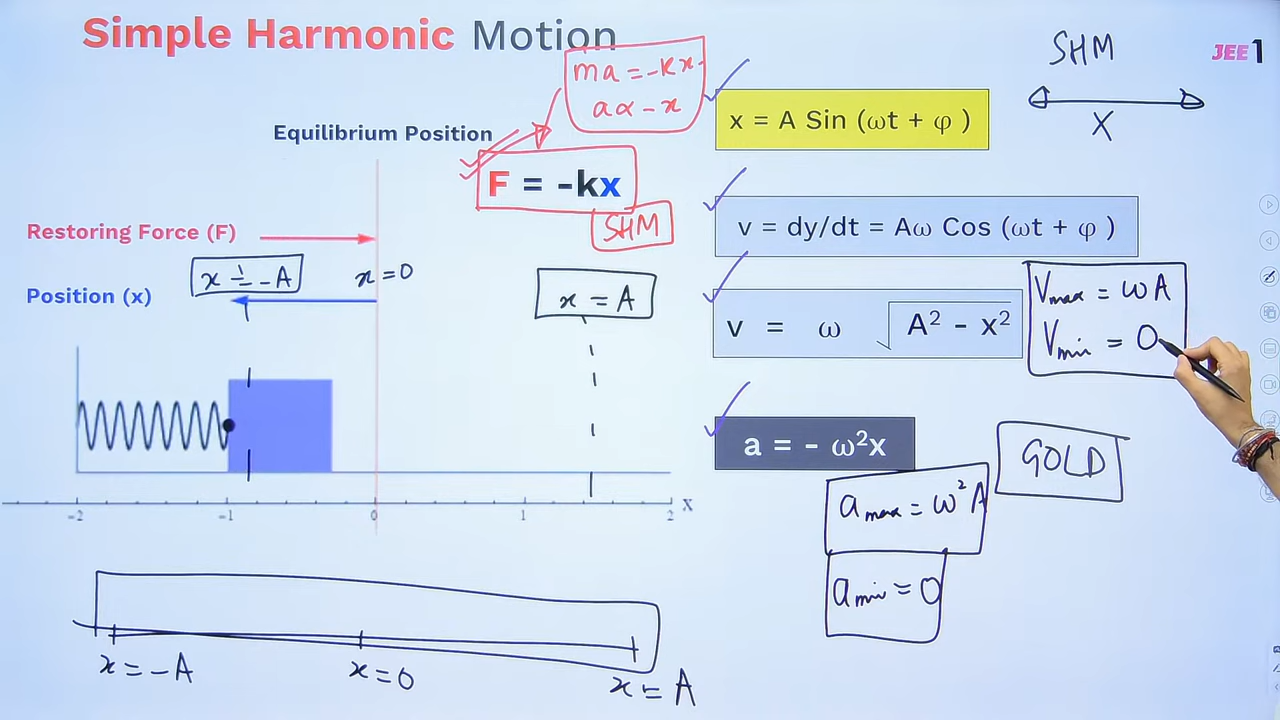 Simple Harmonic Motion
ma = -kx.
a α - x
SHM
JEE 1
X
Equilibrium Position
x = A Sin (ωt + φ )
F = -kx
SHM
Restoring Force (F)
v = dy/dt = Aω Cos (ωt + φ )
x = -A
x = 0
Position (x)
x = A
v = ω √A² - x²
Vmax = ωA
Vmin = 0
a = - ω²x
GOLD
amax = ω²A
-2 -1 0 1 2 x
amin = 0
x = -A
x = 0
x = A